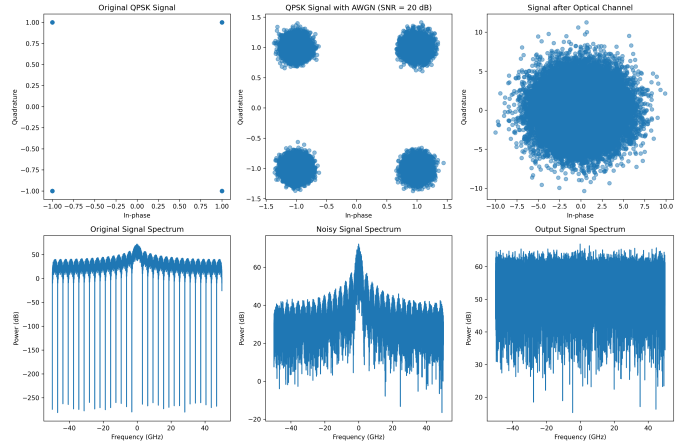 Original QPSK Signal
QPSK Signal with AWGN (SNR = 20 dB)
Signal after Optical Channel
1.00
0.75
0.50
0.25
0.00
−0.25
−0.50
−0.75
−1.00
Quadrature
−1.00 −0.75 −0.50 −0.25 0.00 0.25 0.50 0.75 1.00
In-phase
1.5
1.0
0.5
0.0
−0.5
−1.0
−1.5
Quadrature
−1.5 −1.0 −0.5 0.0 0.5 1.0 1.5
In-phase
10
5
0
−5
−10
Quadrature
−10.0 −7.5 −5.0 −2.5 0.0 2.5 5.0 7.5 10.0
In-phase
Original Signal Spectrum
Noisy Signal Spectrum
Output Signal Spectrum
50
0
−50
−100
−150
−200
−250
Power (dB)
−40 −20 0 20 40
Frequency (GHz)
60
40
20
0
−20
Power (dB)
−40 −20 0 20 40
Frequency (GHz)
60
50
40
30
20
Power (dB)
−40 −20 0 20 40
Frequency (GHz)